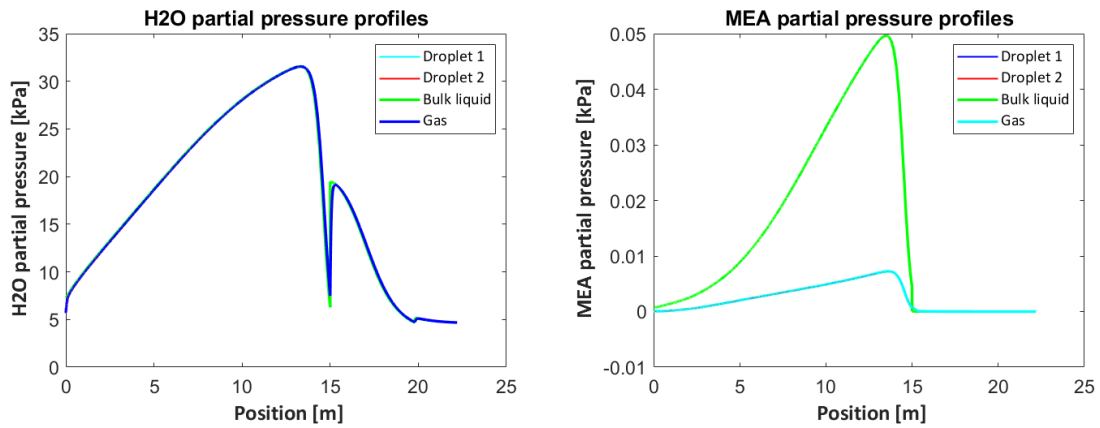 H2O partial pressure profiles
H2O partial pressure [kPa]
35
30
25
20
15
10
5
0
0 5 10 15 20 25
Position [m]
Droplet 1
Droplet 2
Bulk liquid
Gas
MEA partial pressure profiles
MEA partial pressure [kPa]
0.05
0.04
0.03
0.02
0.01
0
-0.01
0 5 10 15 20 25
Position [m]
Droplet 1
Droplet 2
Bulk liquid
Gas